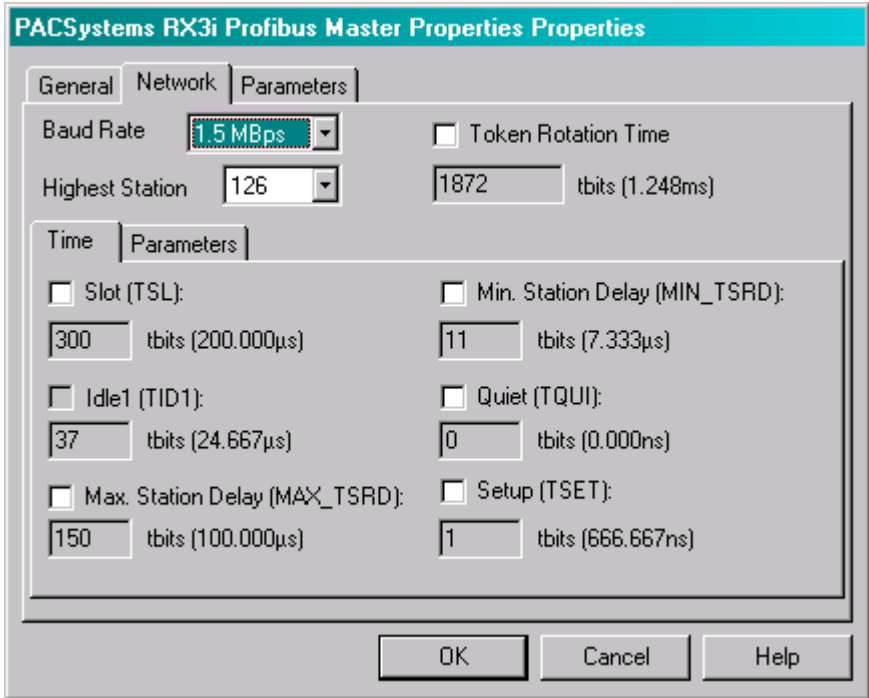 PACSystems RX3i Profibus Master Properties Properties
General Network Parameters
Baud Rate 1.5 MBps Token Rotation Time
Highest Station 126 1872 tbits (1.248ms)
Time Parameters
Slot (TSL): Min. Station Delay (MIN_TSRD):
300 tbits (200.000µs) 11 tbits (7.333µs)
Idle1 (TID1): Quiet (TQUI):
37 tbits (24.667µs) 0 tbits (0.000ns)
Max. Station Delay (MAX_TSRD): Setup (TSET):
150 tbits (100.000µs) 1 tbits (666.667ns)
OK Cancel Help